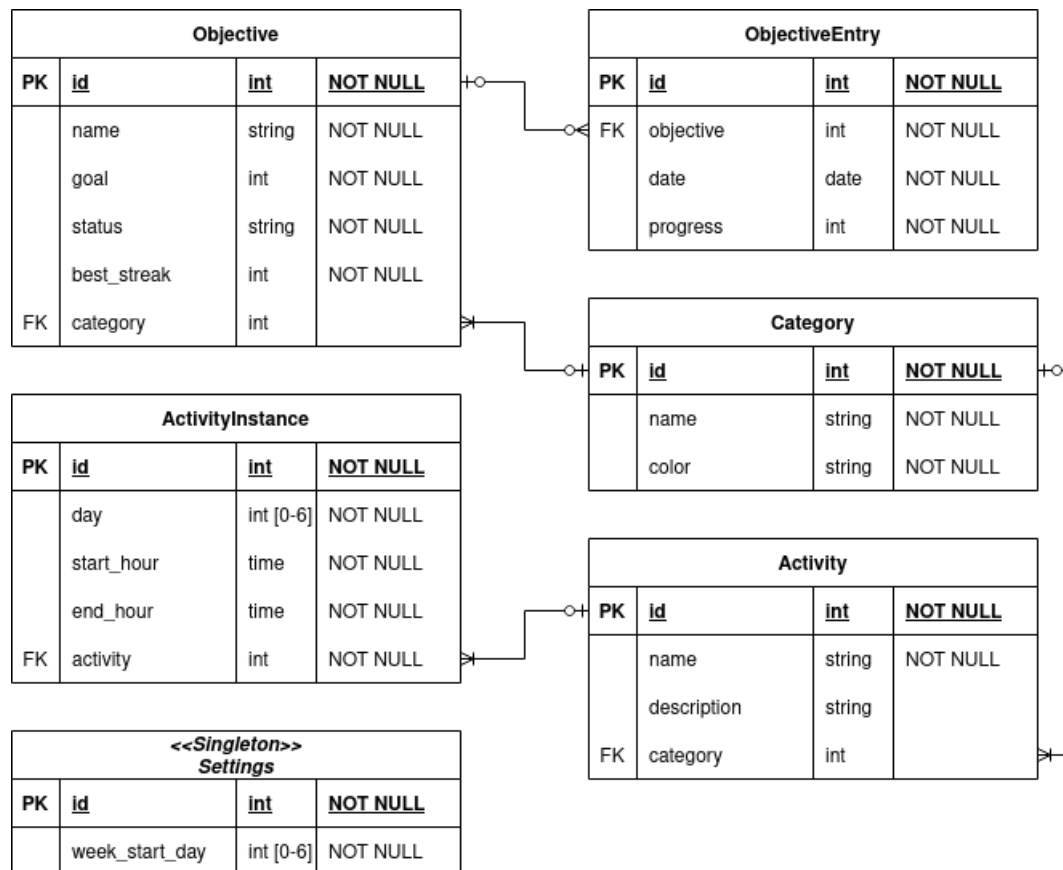 Objective
PK id int NOT NULL
name string NOT NULL
goal int NOT NULL
status string NOT NULL
best_streak int NOT NULL
FK category int
ObjectiveEntry
PK id int NOT NULL
FK objective int NOT NULL
date date NOT NULL
progress int NOT NULL
Category
PK id int NOT NULL
name string NOT NULL
color string NOT NULL
ActivityInstance
PK id int NOT NULL
day int [0-6] NOT NULL
start_hour time NOT NULL
end_hour time NOT NULL
FK activity int NOT NULL
Activity
PK id int NOT NULL
name string NOT NULL
description string
FK category int
<<Singleton>>
Settings
PK id int NOT NULL
week_start_day int [0-6] NOT NULL